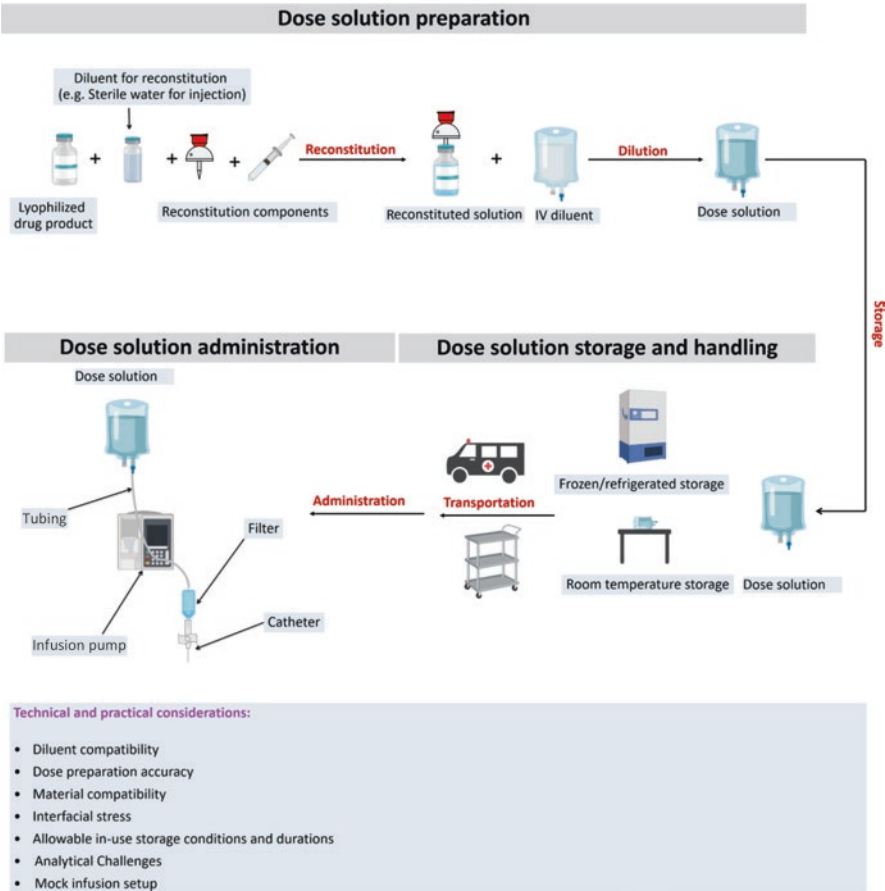 Dose solution preparation
Diluent for reconstitution
(e.g. Sterile water for injection)
+
+
+
Reconstitution
+
Dilution
Lyophilized
drug product
Reconstitution components
Reconstituted solution
IV diluent
Dose solution
Storage
Dose solution administration
Dose solution storage and handling
Dose solution
Tubing
Filter
Infusion pump
Catheter
Administration
Transportation
Frozen/refrigerated storage
Room temperature storage
Dose solution
Technical and practical considerations:
• Diluent compatibility
• Dose preparation accuracy
• Material compatibility
• Interfacial stress
• Allowable in-use storage conditions and durations
• Analytical Challenges
• Mock infusion setup